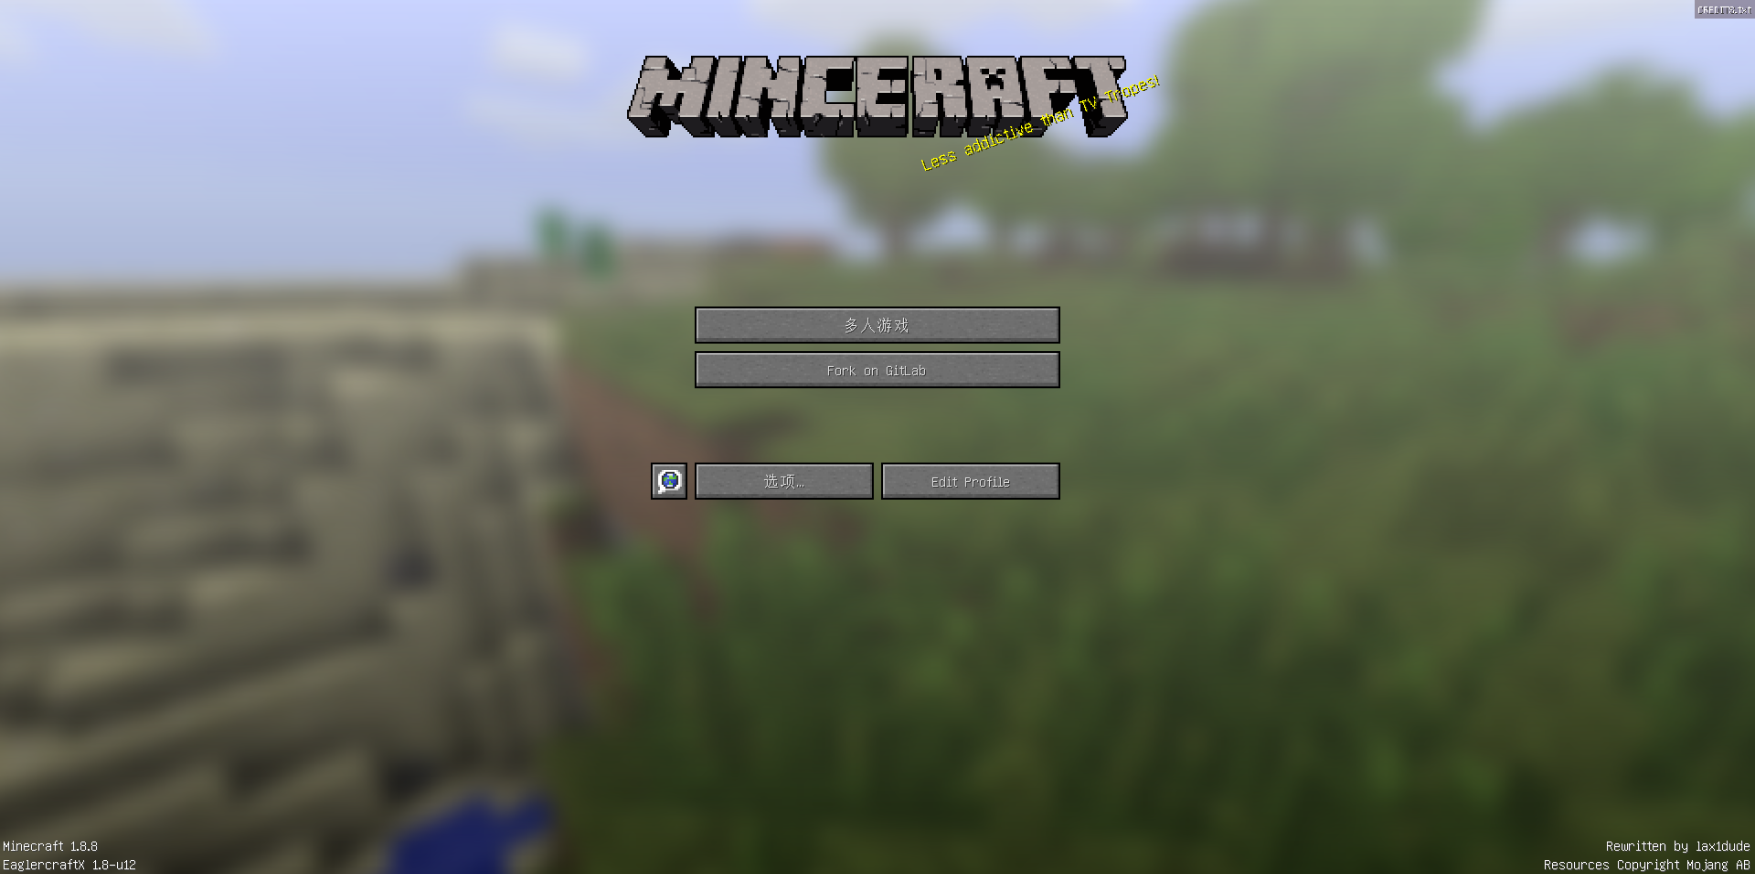 MINCERAFT
Less addictive than TV Tropes!
多人游戏
Fork on GitLab
选项...
Edit Profile
Minecraft 1.8.8
EaglercraftX 1.8-u12
Rewritten by lax1dude
Resources Copyright Mojang AB